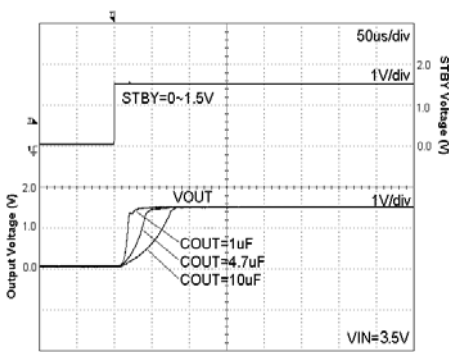 50us/div
2.0
1V/div
STBY=0~1.5V
1.0
0.0
STBY Voltage (V)
2.0
VOUT
1V/div
1.0
COUT=1uF
COUT=4.7uF
0.0
COUT=10uF
Output Voltage (V)
VIN=3.5V